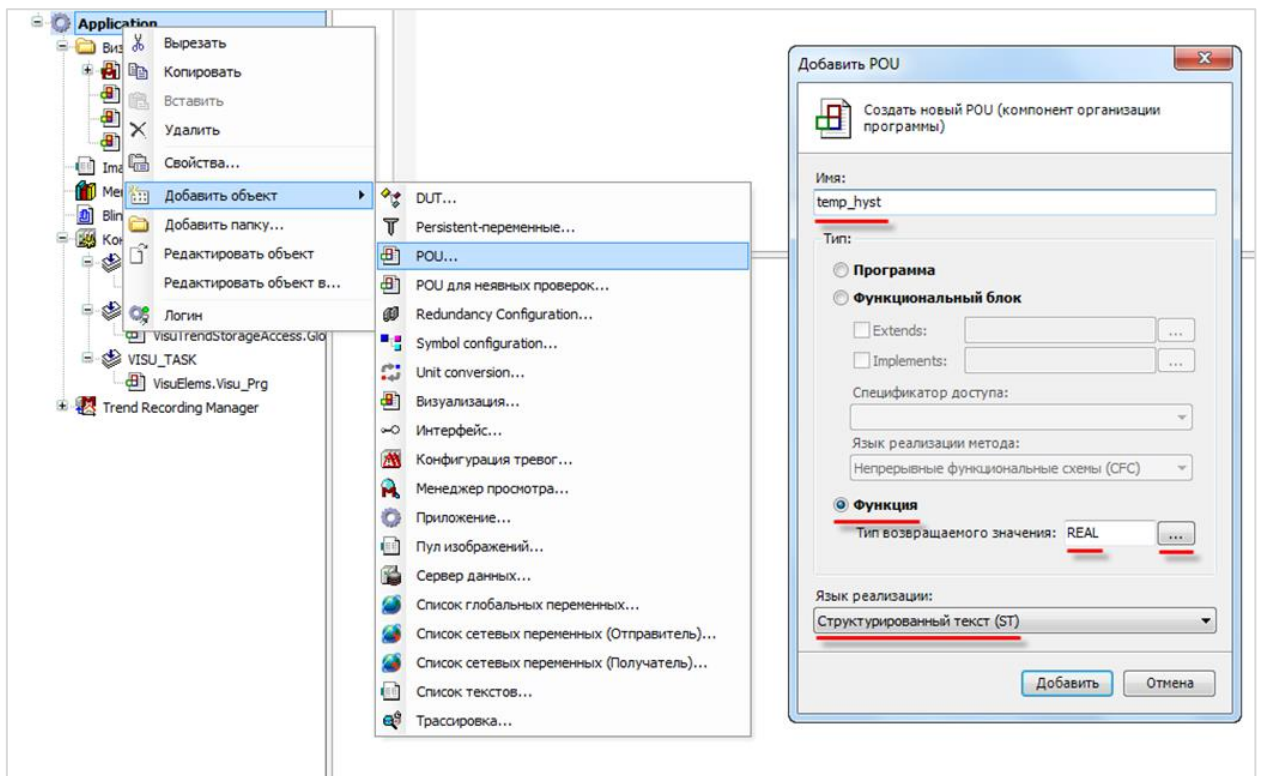 Application
Виз
Ima
Mei
Blin
Кон
VisuTrendStorageAccess.Glo
VISU_TASK
VisuElems.Visu_Prg
Trend Recording Manager
Вырезать
Копировать
Вставить
Удалить
Свойства...
Добавить объект
Добавить папку...
Редактировать объект
Редактировать объект в...
Логин
DUT...
Persistent-переменные...
POU...
POU для неявных проверок...
Redundancy Configuration...
Symbol configuration...
Unit conversion...
Визуализация...
Интерфейс...
Конфигурация тревог...
Менеджер просмотра...
Приложение...
Пул изображений...
Сервер данных...
Список глобальных переменных...
Список сетевых переменных (Отправитель)...
Список сетевых переменных (Получатель)...
Список текстов...
Трассировка...
Добавить POU
Создать новый POU (компонент организации
программы)
Имя:
temp_hyst
Тип:
Программа
Функциональный блок
Extends:
...
Implements:
...
Спецификатор доступа:
Язык реализации метода:
Непрерывные функциональные схемы (CFC)
Функция
Тип возвращаемого значения: REAL ...
Язык реализации:
Структурированный текст (ST)
Добавить Отмена